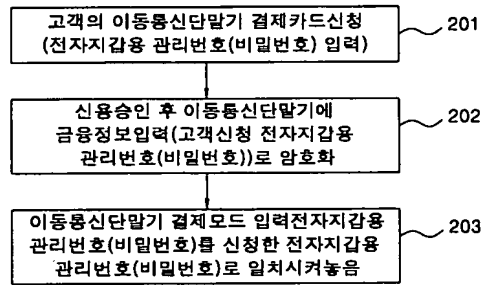 고객의 이동통신단말기 결제카드신청
(전자지갑용 관리번호(비밀번호) 입력)
201
신용승인 후 이동통신단말기에
금융정보입력(고객신청 전자지갑용
관리번호(비밀번호))로 암호화
202
이동통신단말기 결제모드 입력전자지갑용
관리번호(비밀번호)를 신청한 전자지갑용
관리번호(비밀번호)로 일치시켜놓음
203